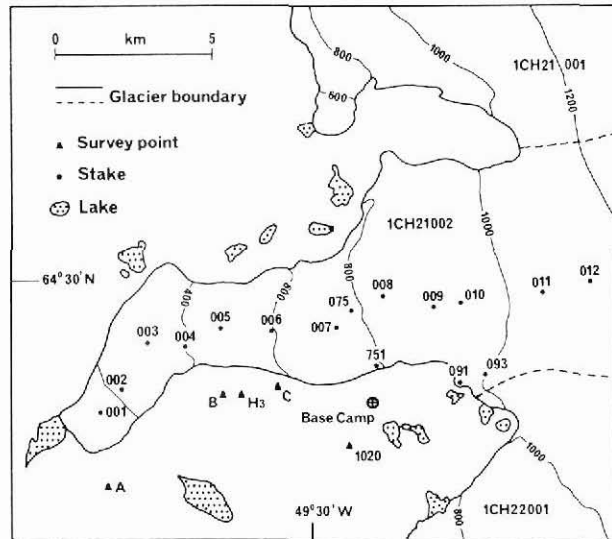 0 5
km
Glacier boundary
Survey point
Stake
Lake
800
600
1000
1CH21 001
1200
1CH21002
1000
64°30'N
400
800
800
003
004
005
006
007
075
008
009
010
011
012
002
001
751
091
093
B
H3
C
Base Camp
1020
A
49°30'W
800
1000
1CH22001